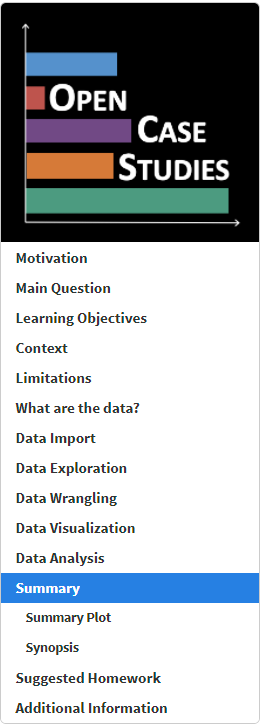 OPEN
CASE
STUDIES
Motivation
Main Question
Learning Objectives
Context
Limitations
What are the data?
Data Import
Data Exploration
Data Wrangling
Data Visualization
Data Analysis
Summary
Summary Plot
Synopsis
Suggested Homework
Additional Information